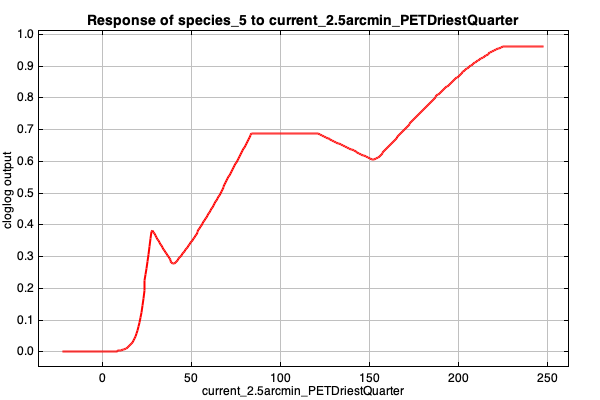 Response of species_5 to current_2.5arcmin_PETDriestQuarter
1.0
0.9
0.8
0.7
0.6
0.5
0.4
0.3
0.2
0.1
0.0
cloglog output
0 50 100 150 200 250
current_2.5arcmin_PETDriestQuarter